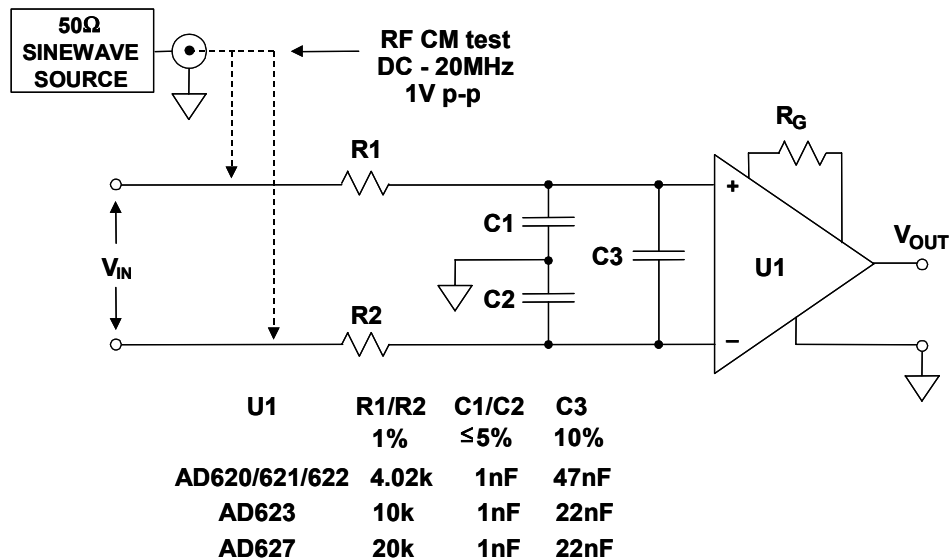 50Ω
SINEWAVE
SOURCE
RF CM test
DC - 20MHz
1V p-p
RG
R1
+
C1
VOUT
VIN
C3
U1
C2
R2
−
U1 R1/R2 C1/C2 C3
1% ≤5% 10%
AD620/621/622 4.02k 1nF 47nF
AD623 10k 1nF 22nF
AD627 20k 1nF 22nF